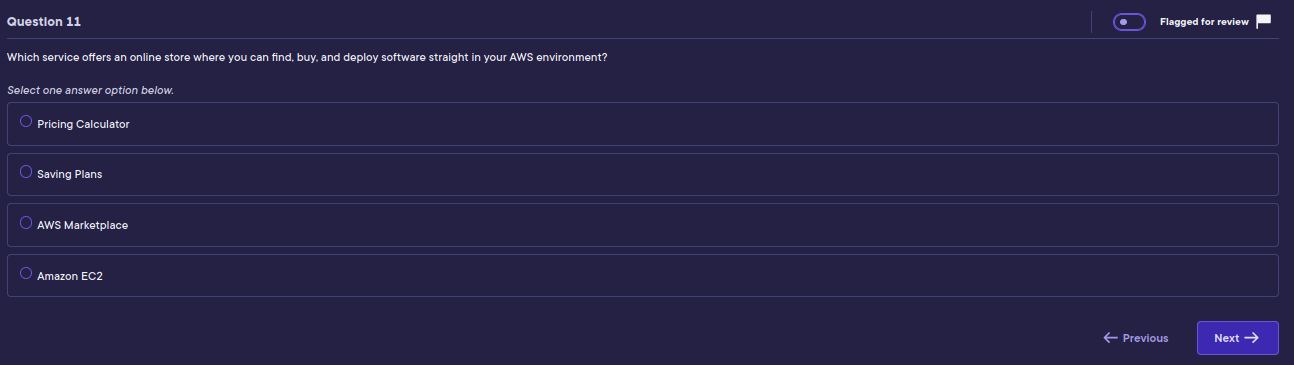 Question 11
Flagged for review
Which service offers an online store where you can find, buy, and deploy software straight in your AWS environment?
Select one answer option below.
Pricing Calculator
Saving Plans
AWS Marketplace
Amazon EC2
Previous
Next